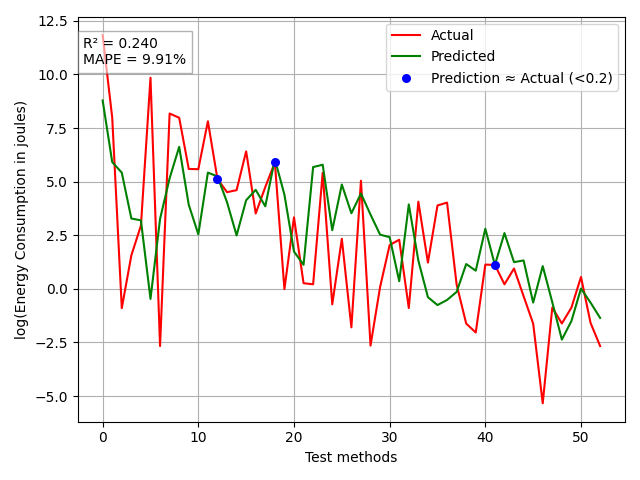 12.5
10.0
7.5
5.0
2.5
0.0
−2.5
−5.0
log(Energy Consumption in joules)
R² = 0.240
MAPE = 9.91%
Actual
Predicted
Prediction ≈ Actual (<0.2)
0 10 20 30 40 50
Test methods